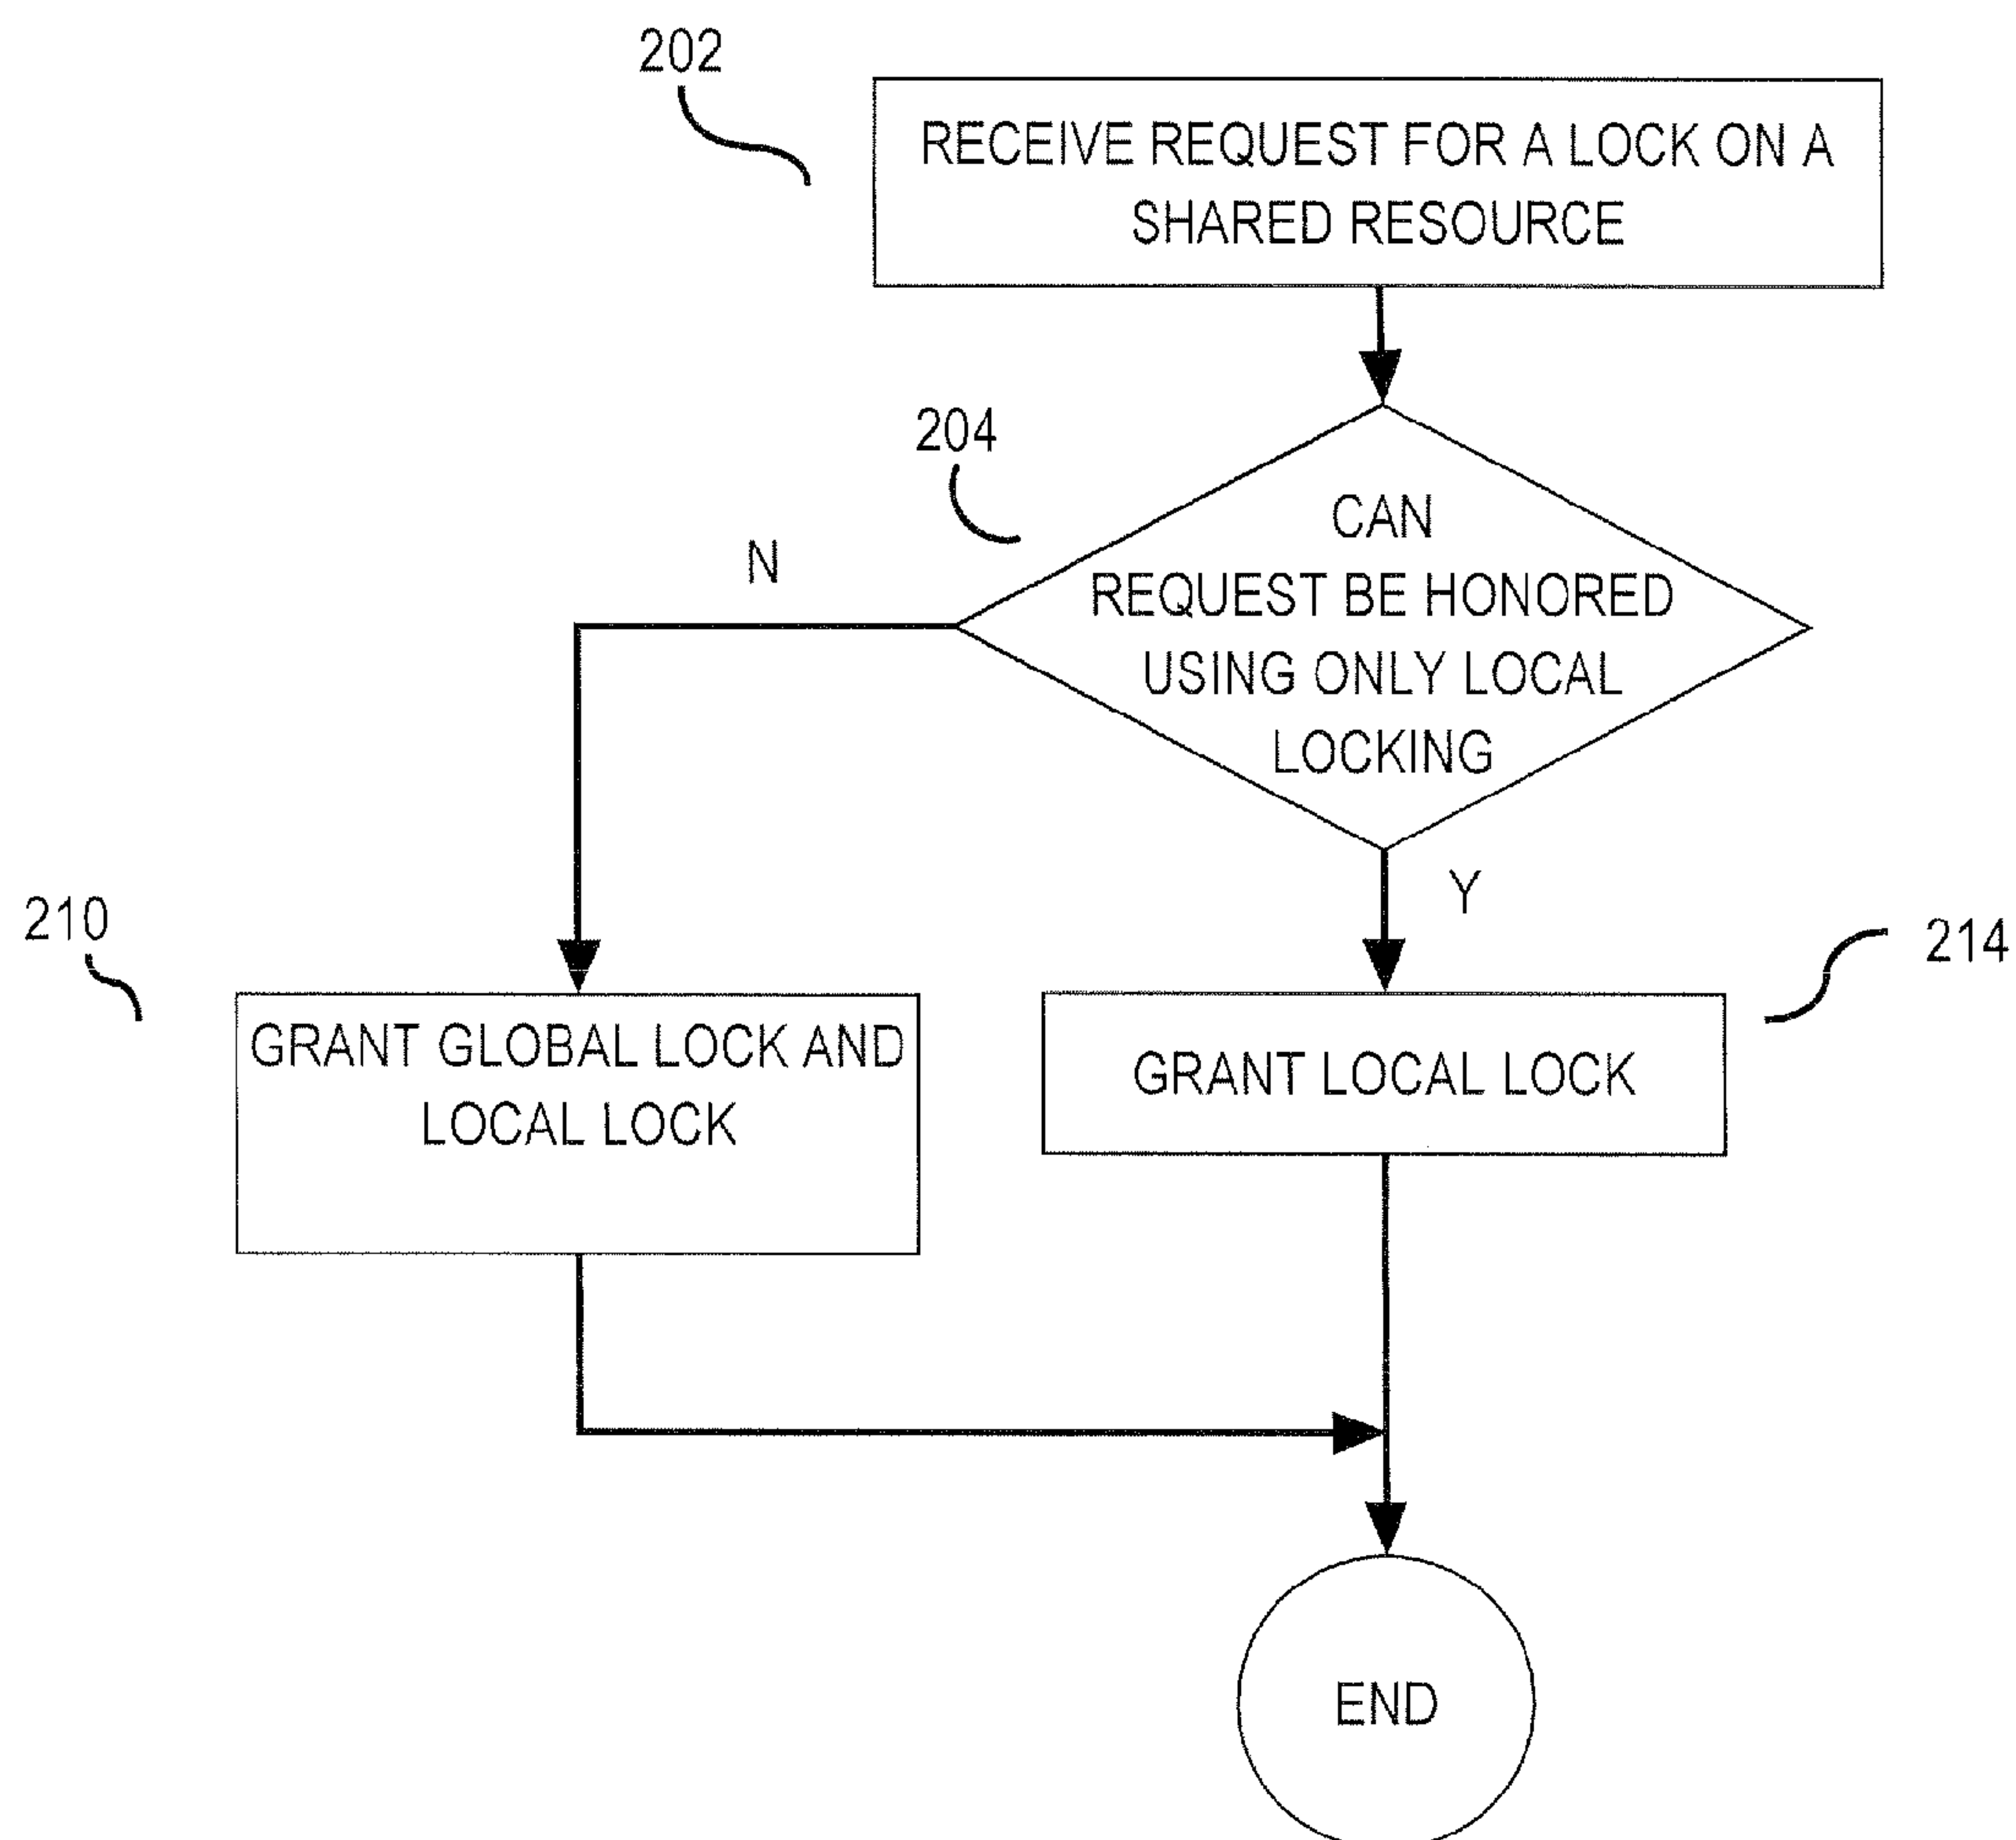 202
RECEIVE REQUEST FOR A LOCK ON A
SHARED RESOURCE
204
CAN
REQUEST BE HONORED
USING ONLY LOCAL
LOCKING
N
Y
210
214
GRANT GLOBAL LOCK AND
LOCAL LOCK
GRANT LOCAL LOCK
END